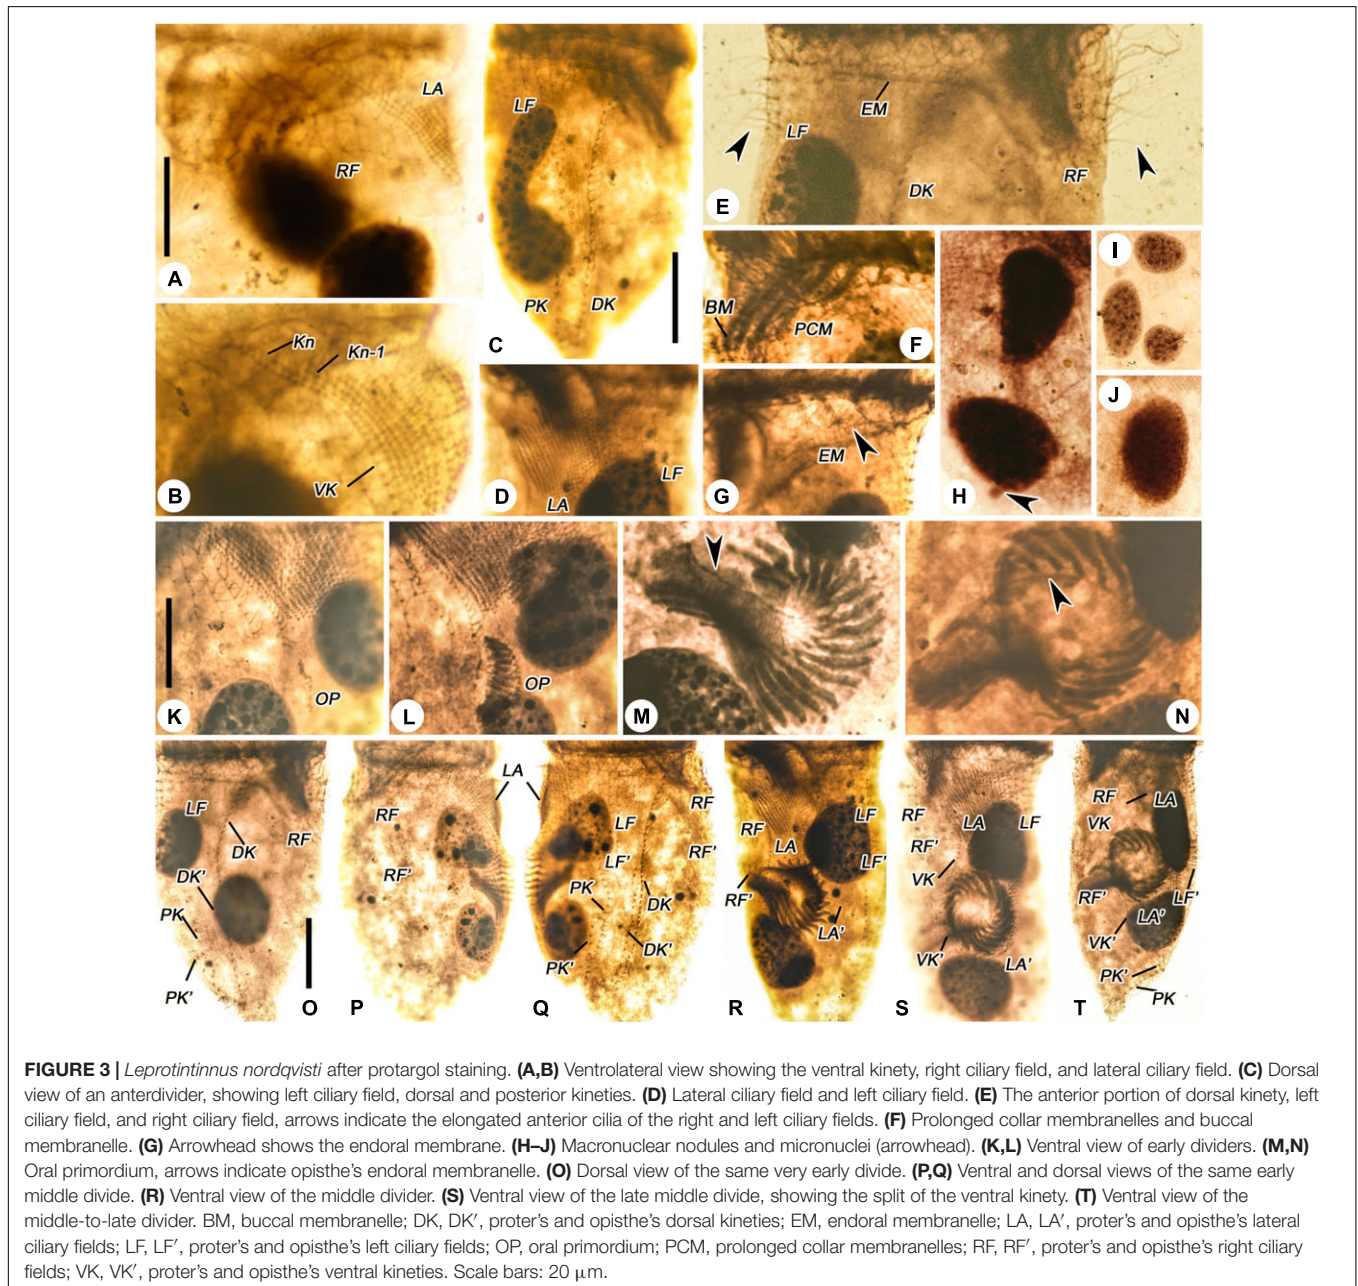 LA
RF
A
LF
PK
DK
C
EM
LF
DK
RF
E
Kn
Kn-1
VK
B
LF
LA
D
BM
PCM
F
EM
G
H
I
J
OP
K
OP
L
M
N
LF
DK
RF
DK'
PK
PK'
O
RF
RF'
P
LA
LF
RF
LF'
RF'
PK
DK
PK'
DK'
Q
RF
LF
LA
LF'
RF'
LA'
R
RF
LA
LF
RF'
VK
VK'
LA'
S
RF
LA
VK
RF'
LF'
LA'
VK'
PK'
PK
T
FIGURE 3 | Leprotintinnus nordqvisti after protargol staining. (A,B) Ventrolateral view showing the ventral kinety, right ciliary field, and lateral ciliary field. (C) Dorsal
view of an anterdivider, showing left ciliary field, dorsal and posterior kineties. (D) Lateral ciliary field and left ciliary field. (E) The anterior portion of dorsal kinety, left
ciliary field, and right ciliary field, arrows indicate the elongated anterior cilia of the right and left ciliary fields. (F) Prolonged collar membranelles and buccal
membranelle. (G) Arrowhead shows the endoral membrane. (H–J) Macronuclear nodules and micronuclei (arrowhead). (K,L) Ventral view of early dividers. (M,N)
Oral primordium, arrows indicate opisthe's endoral membranelle. (O) Dorsal view of the same very early divide. (P,Q) Ventral and dorsal views of the same early
middle divide. (R) Ventral view of the middle divider. (S) Ventral view of the late middle divide, showing the split of the ventral kinety. (T) Ventral view of the
middle-to-late divider. BM, buccal membranelle; DK, DK′, proter's and opisthe's dorsal kineties; EM, endoral membranelle; LA, LA′, proter's and opisthe's lateral
ciliary fields; LF, LF′, proter's and opisthe's left ciliary fields; OP, oral primordium; PCM, prolonged collar membranelles; RF, RF′, proter's and opisthe's right ciliary
fields; VK, VK′, proter's and opisthe's ventral kineties. Scale bars: 20 μm.